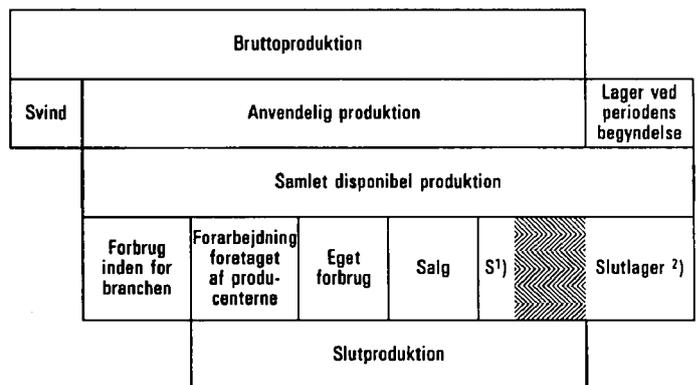 Bruttoproduktion
Svind
Anvendelig produktion
Lager ved
periodens
begyndelse
Samlet disponibel produktion
Forbrug
inden for
branchen
Forarbejdning
foretaget
af produ-
centerne
Eget
forbrug
Salg
S¹)
Slutlager ²)
Slutproduktion